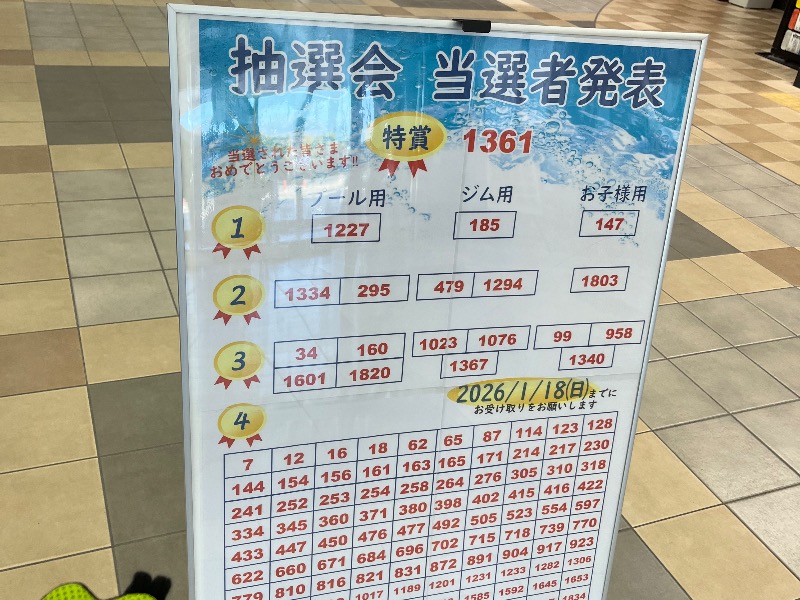 抽選会 当選者発表
当選された皆さま
おめでとうございます!!
特賞 1361
プール用 ジム用 お子様用
1 1227 185 147
2 1334 295 479 1294 1803
3 34 160 1023 1076 99 958
1601 1820 1367 1340
2026/1/18(日)までに
お受け取りをお願いします
4
7 12 16 18 62 65 87 114 123 128
144 154 156 161 163 165 171 214 217 230
241 252 253 254 258 264 276 305 310 318
334 345 360 371 380 398 402 415 416 422
433 447 450 476 477 492 505 523 554 597
622 660 671 684 696 702 715 718 739 770
779 810 816 821 831 872 891 904 917 923
1017 1189 1201 1231 1233 1282 1306
1585 1592 1645 1653
1834